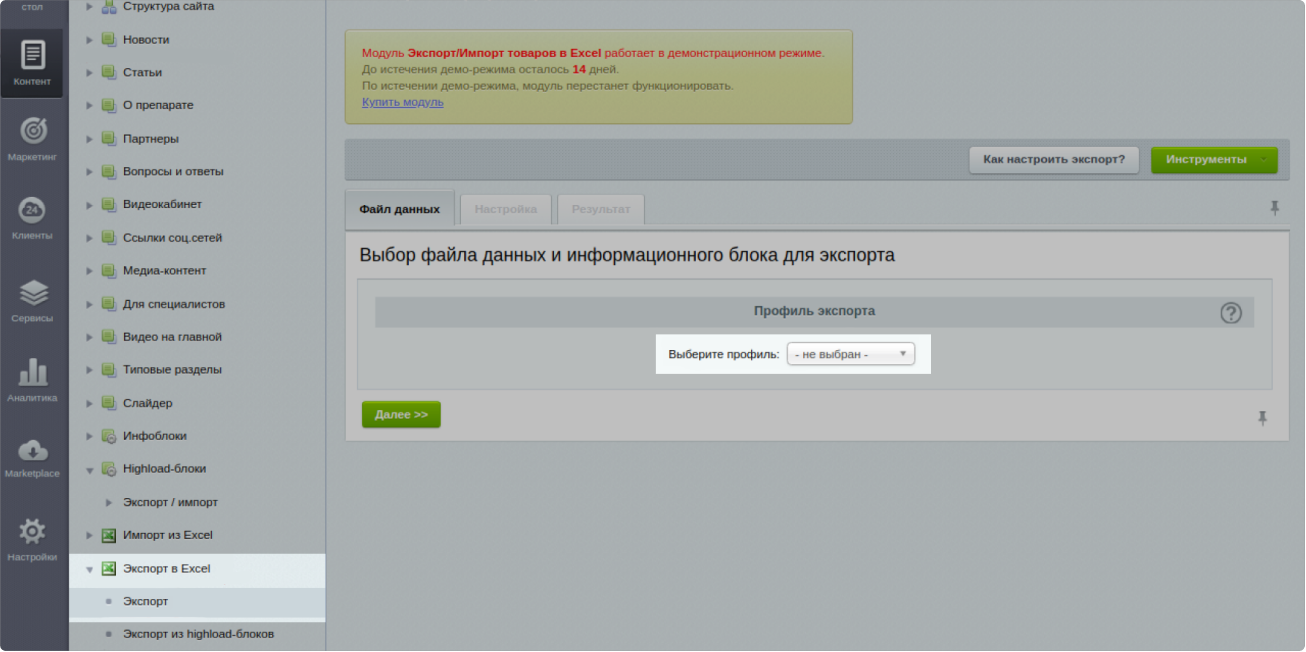 стол
Контент
Маркетинг
24
Клиенты
Сервисы
Аналитика
Marketplace
Настройки
Структура сайта
Новости
Статьи
О препарате
Партнеры
Вопросы и ответы
Видеокабинет
Ссылки соц.сетей
Медиа-контент
Для специалистов
Видео на главной
Типовые разделы
Слайдер
Инфоблоки
Highload-блоки
Экспорт / импорт
Импорт из Excel
Экспорт в Excel
Экспорт
Экспорт из highload-блоков
Модуль Экспорт/Импорт товаров в Excel работает в демонстрационном режиме.
До истечения демо-режима осталось 14 дней.
По истечении демо-режима, модуль перестанет функционировать.
Купить модуль
Как настроить экспорт?
Инструменты
Файл данных
Настройка
Результат
Выбор файла данных и информационного блока для экспорта
Профиль экспорта
?
Выберите профиль: - не выбран -
Далее >>